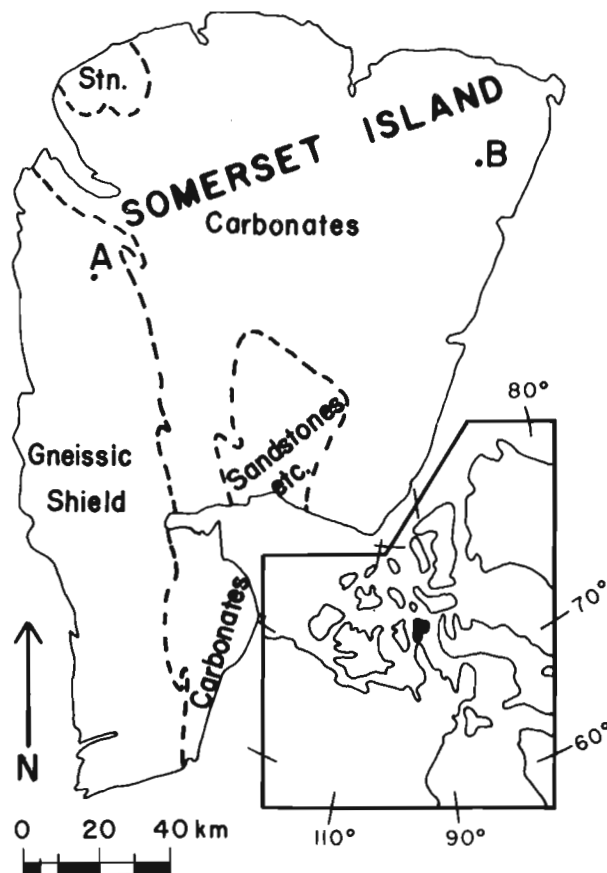 Stn.
SOMERSET ISLAND
B
Carbonates
A
80°
Gneissic
Shield
Sandstones
etc.
Carbonates
70°
60°
N
110°
90°
0 20 40 km